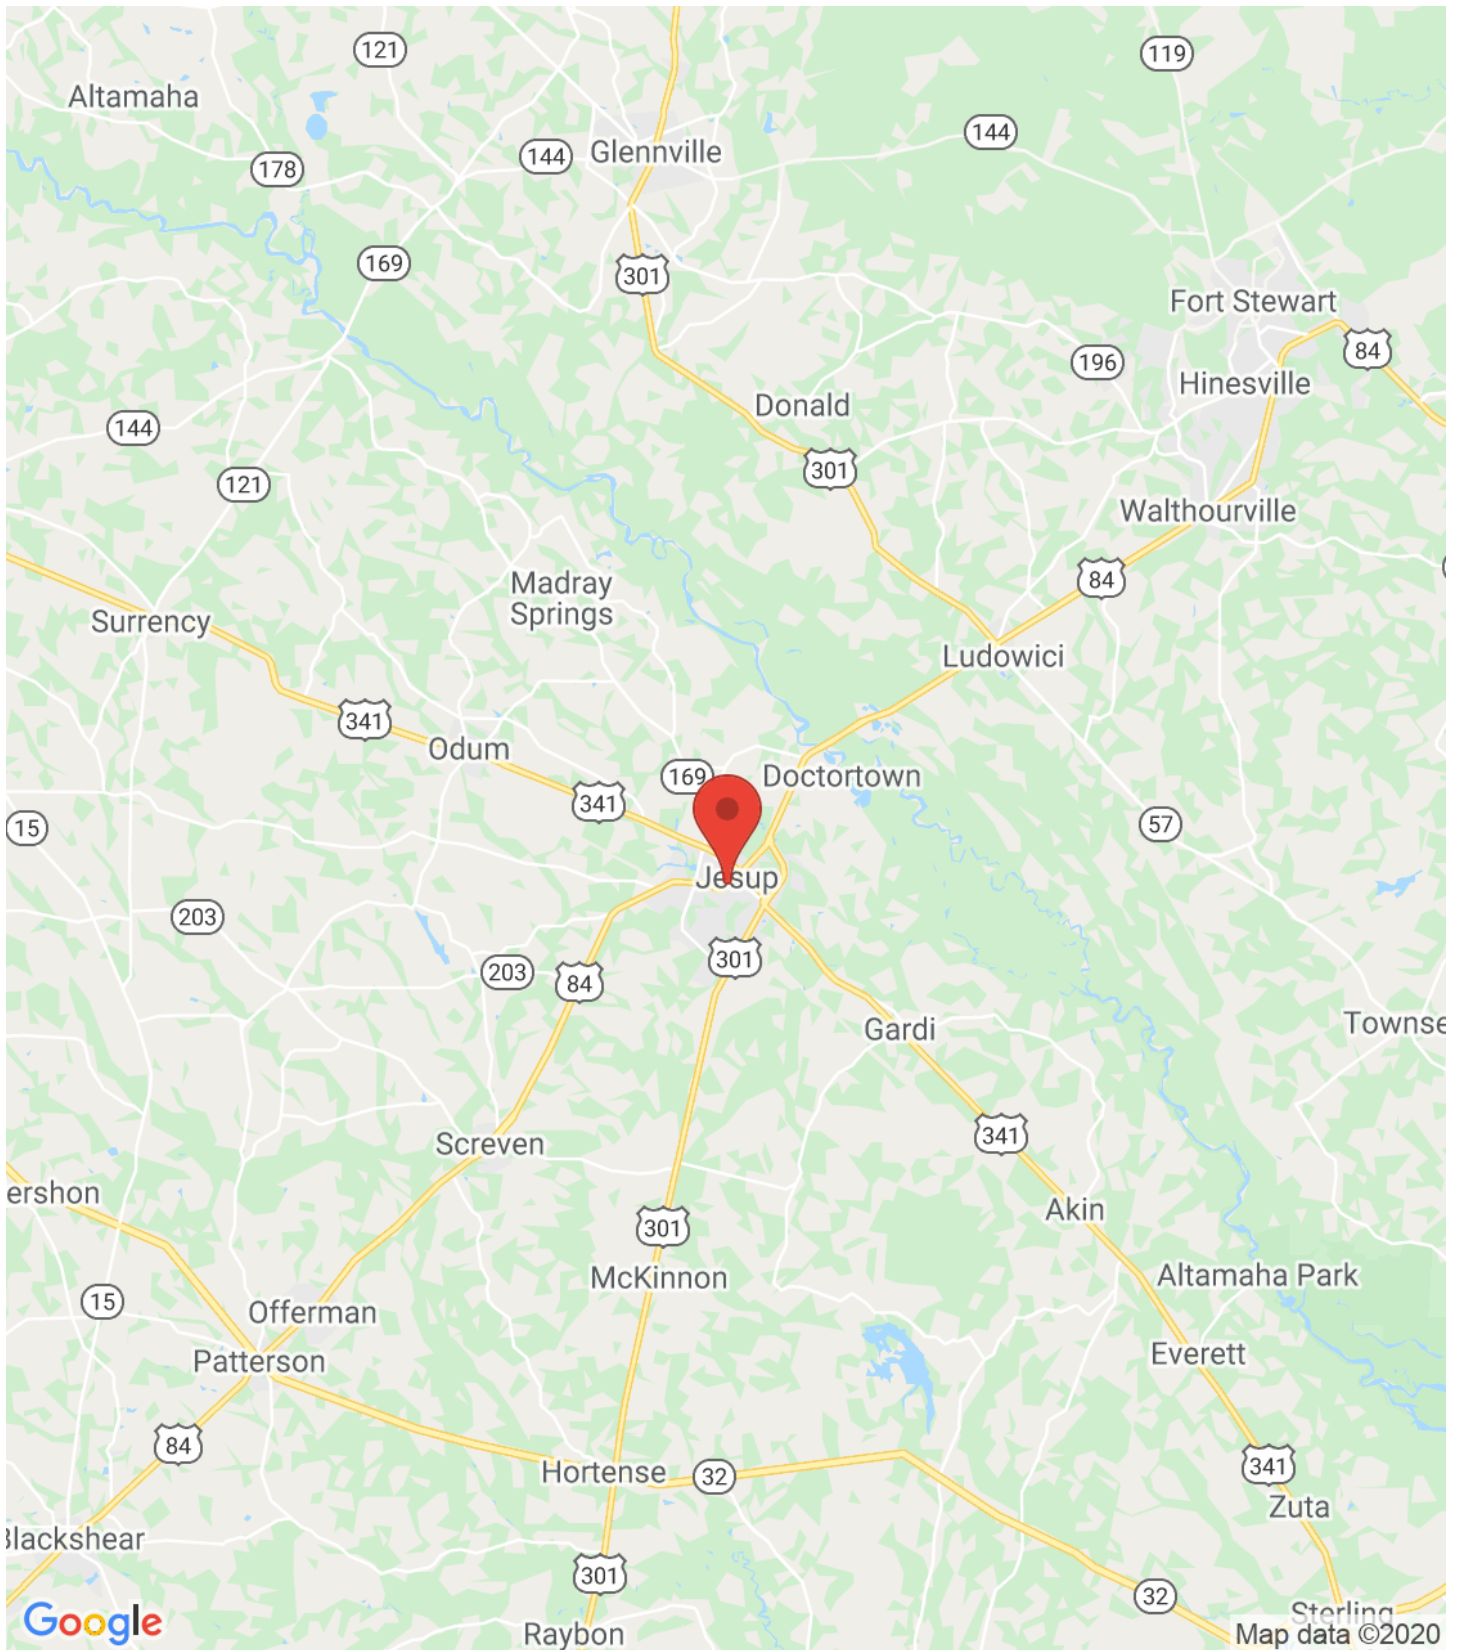 121
119
Altamaha
144
144
Glennville
178
169
301
Fort Stewart
84
196
Hinesville
Donald
144
301
121
Walthourville
84
Madray
Springs
Surrency
Ludowici
341
Odum
169
Doctortown
341
15
57
Jesup
203
301
203
84
Gardi
Townse
341
Screven
ershon
Akin
301
McKinnon
Altamaha Park
15
Offerman
Everett
Patterson
84
Hortense
32
341
Zuta
Blackshear
301
32
Sterling
Google
Raybon
Map data ©2020